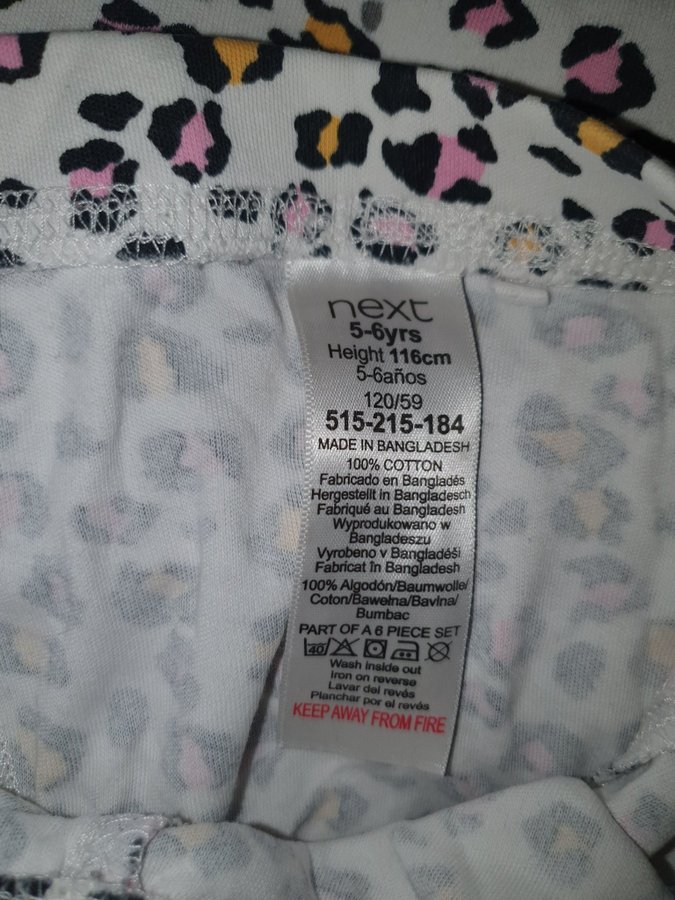 next
5-6yrs
Height 116cm
5-6años
120/59
515-215-184
MADE IN BANGLADESH
100% COTTON
Fabricado en Bangladés
Hergestellt in Bangladesch
Fabriqué au Bangladesh
Wyprodukowano w
Bangladeszu
Vyrobeno v Bangladéši
Fabricat în Bangladesh
100% Algodón/Baumwolle/
Coton/Bawełna/Bavlna/
Bumbac
PART OF A 6 PIECE SET
40
Wash inside out
Iron on reverse
Lavar del revés
Planchar por el revés
KEEP AWAY FROM FIRE